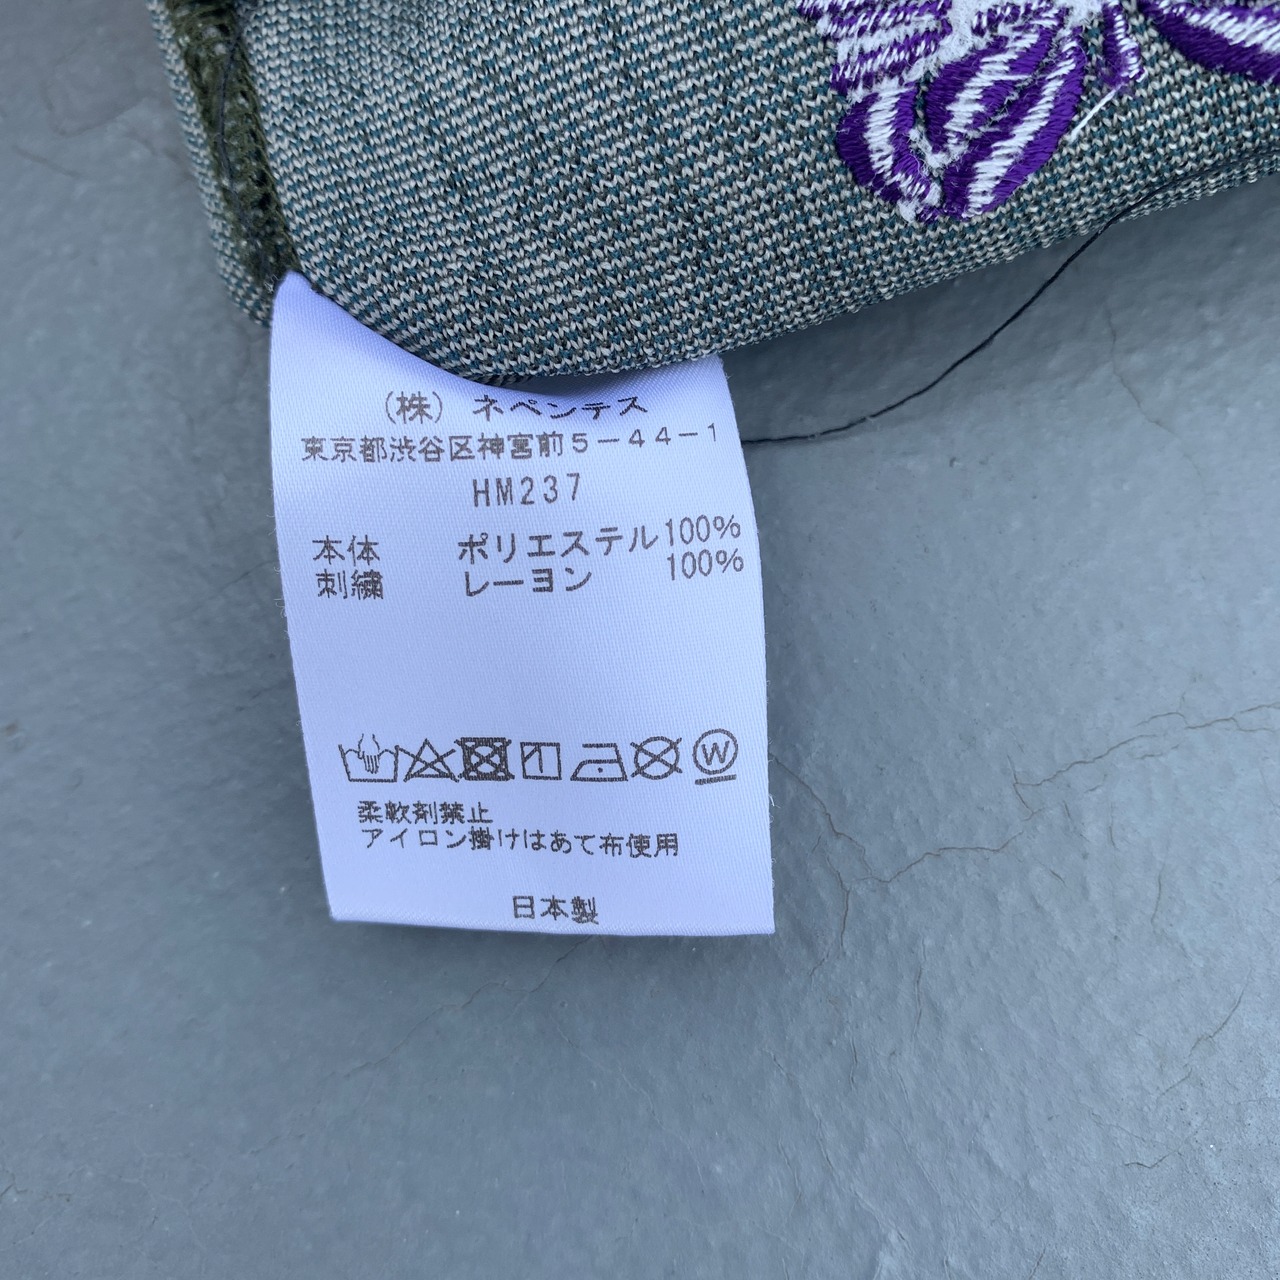 (株) ネペンテス
東京都渋谷区神宮前5-44-1
HM237
本体 ポリエステル100%
刺繍 レーヨン 100%
W
柔軟剤禁止
アイロン掛けはあて布使用
日本製